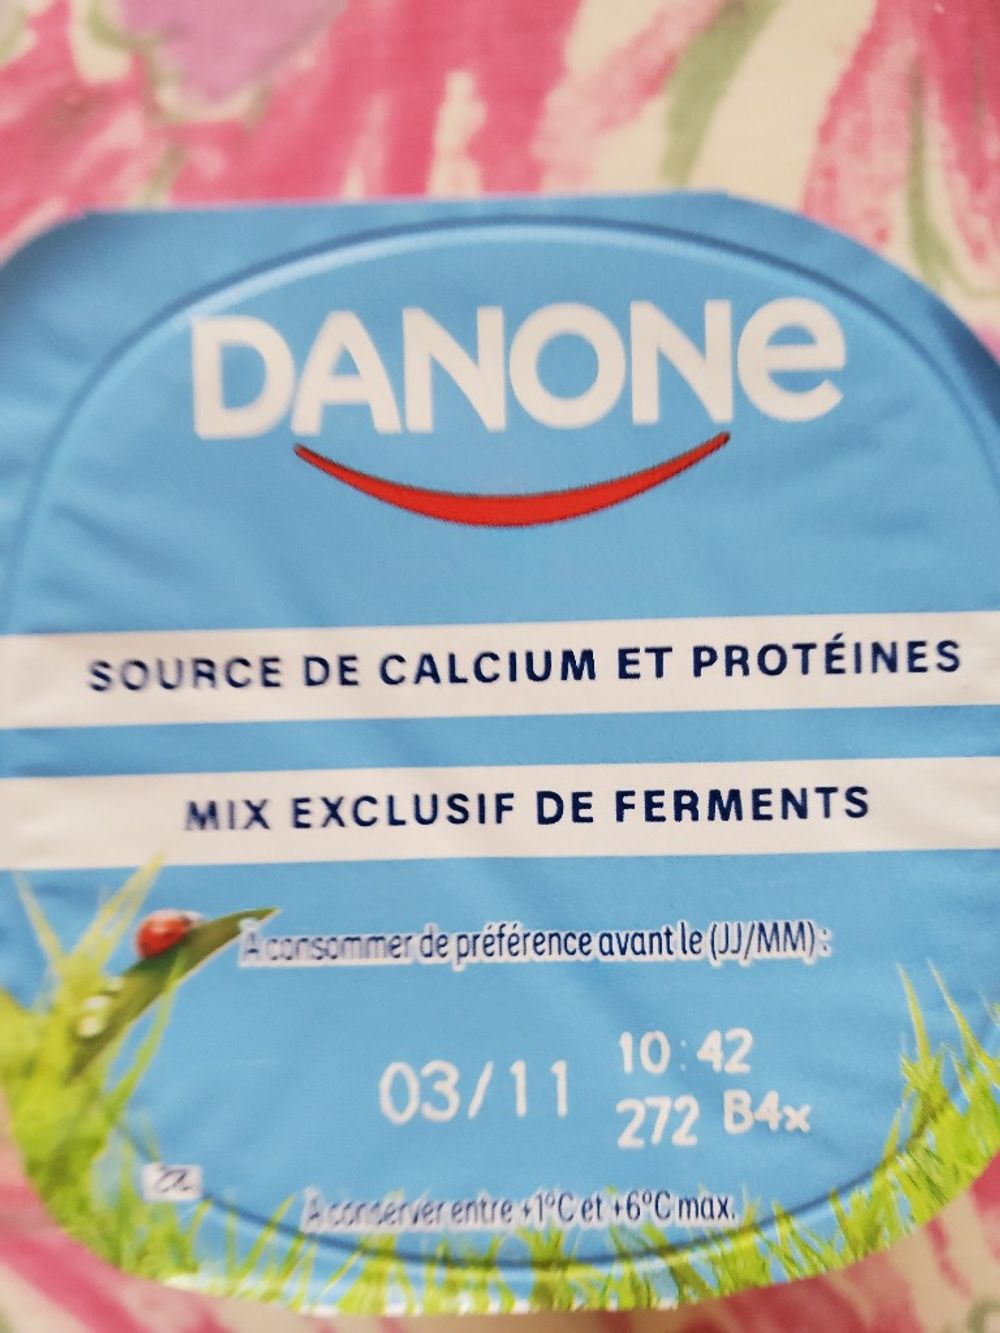 DANONe
SOURCE DE CALCIUM ET PROTÉINES
MIX EXCLUSIF DE FERMENTS
A consommer de préférence avant le (JJ/MM) :
03/11
10:42
272 B4x
A conserver entre +1°C et +6°C max.